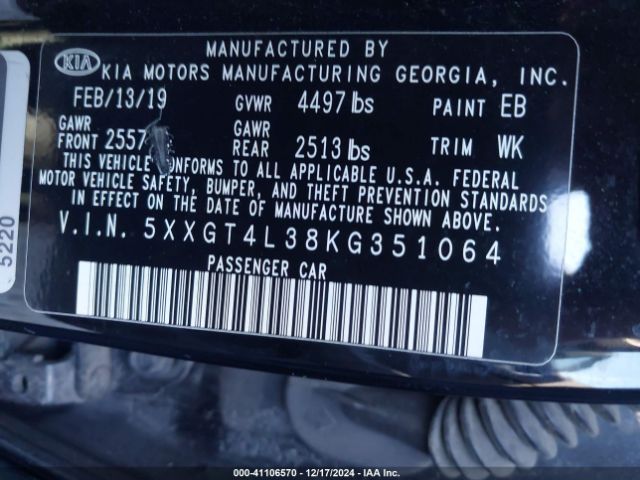 MANUFACTURED BY
KIA KIA MOTORS MANUFACTURING GEORGIA, INC.
FEB/13/19 GVWR 4497 lbs PAINT EB
GAWR FRONT 2557 GAWR REAR 2513 lbs TRIM WK
THIS VEHICLE CONFORMS TO ALL APPLICABLE U.S.A. FEDERAL
MOTOR VEHICLE SAFETY, BUMPER, AND THEFT PREVENTION STANDARDS
IN EFFECT ON THE DATE OF MANUFACTURE SHOWN ABOVE.
V.I.N. 5XXGT4L38KG351064
PASSENGER CAR
5220
000-41106570 - 12/17/2024 - IAA Inc.